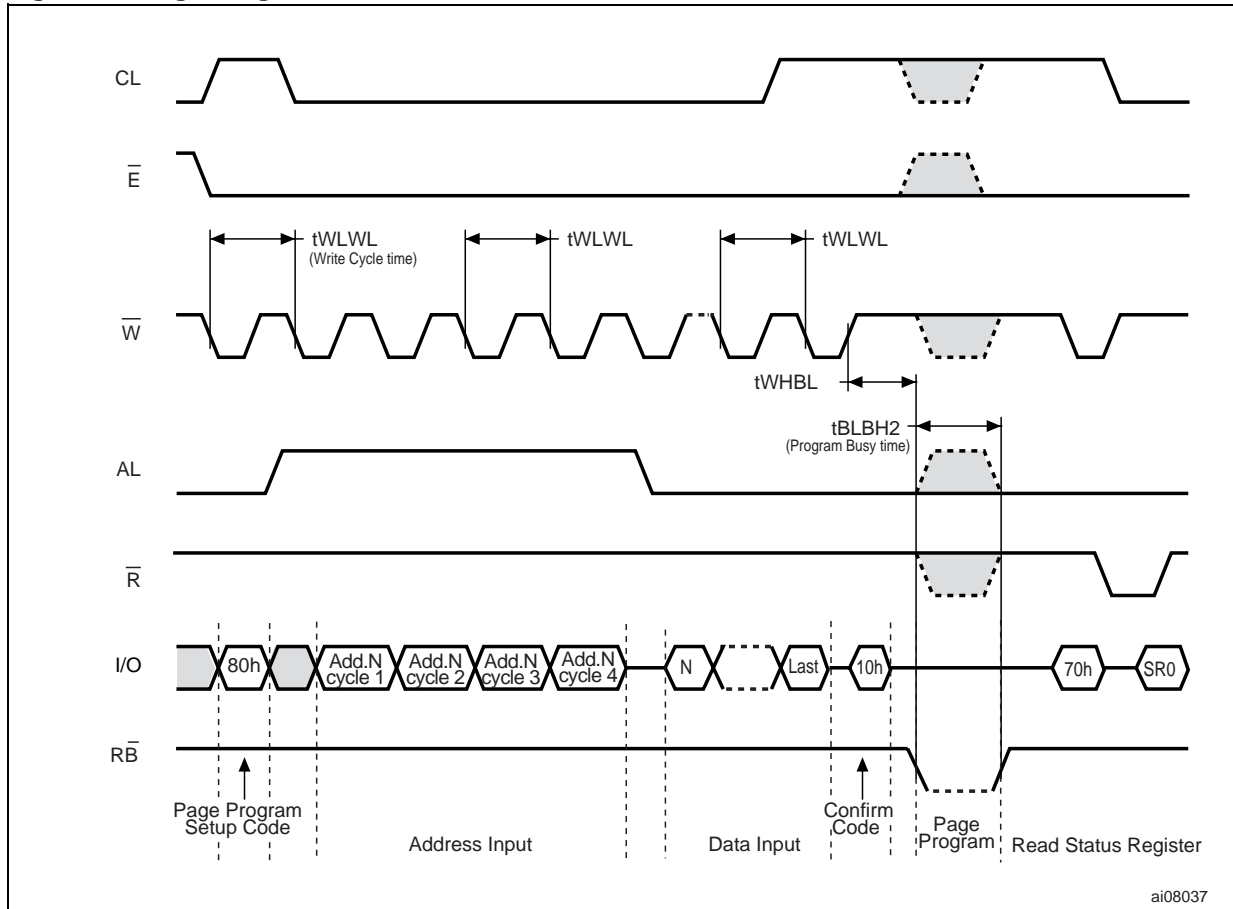 CL
E̅
tWLWL
(Write Cycle time)
tWLWL
tWLWL
W̅
tWHBL
tBLBH2
(Program Busy time)
AL
R̅
I/O
80h
Add.N
cycle 1
Add.N
cycle 2
Add.N
cycle 3
Add.N
cycle 4
N
Last
10h
70h
SR0
RB̅
Page Program
Setup Code
Address Input
Data Input
Confirm
Code
Page
Program
Read Status Register
ai08037